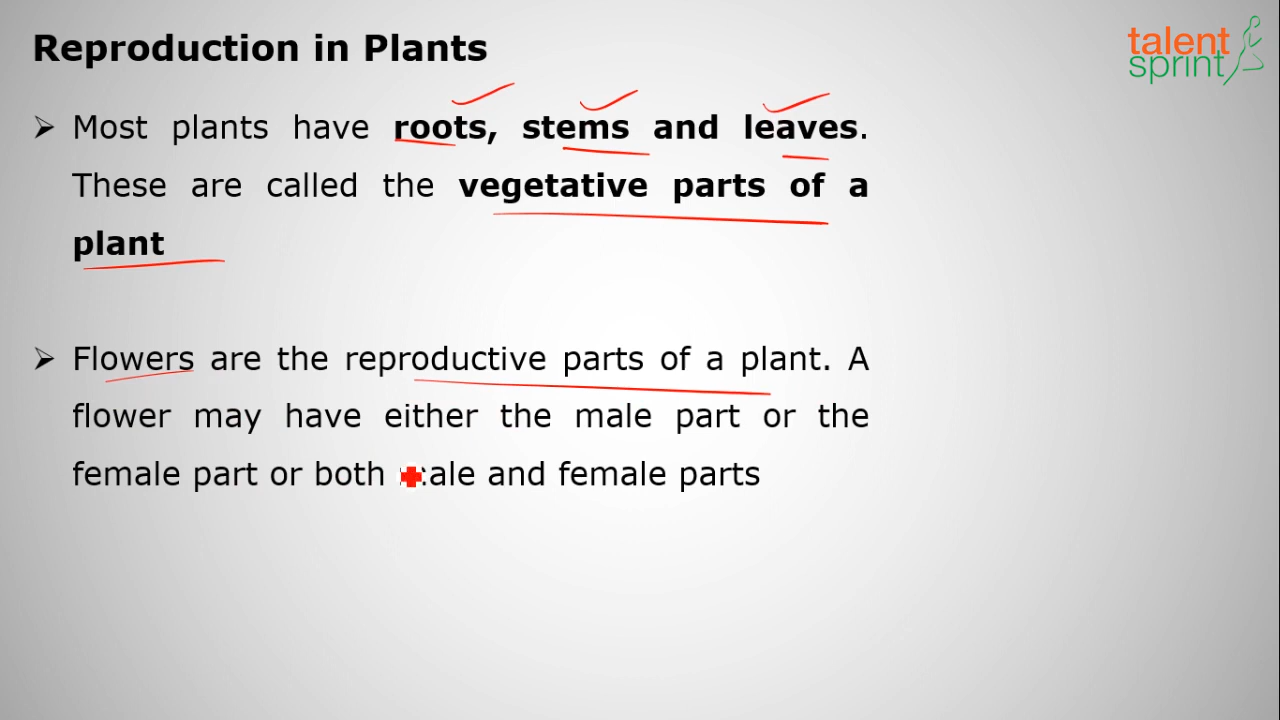 Reproduction in Plants
talent
sprint
➢ Most plants have roots, stems and leaves.
These are called the vegetative parts of a
plant
➢ Flowers are the reproductive parts of a plant. A
flower may have either the male part or the
female part or both male and female parts